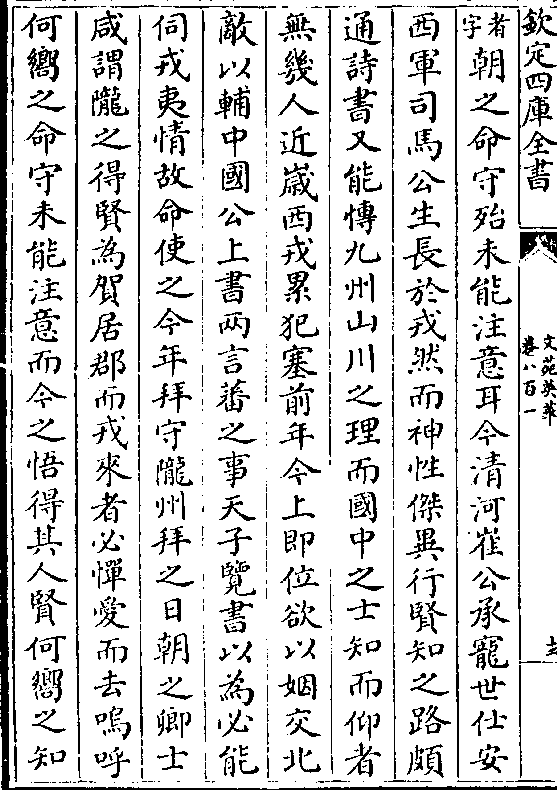 欽定四庫全書
文苑英華
卷八百一
者字朝之命守殆未能注意耳今清河崔公承寵世仕安
西軍司馬公生長於戎然而神性傑異行賢知之路頗
通詩書又能慱九州山川之理而國中之士知而仰者
無幾人近嵗西戎累犯塞前年今上即位欲以姻交北
敵以輔中國公上書兩言蕃之事天子覽書以為必能
伺戎夷情故命使之今年拜守隴州拜之日朝之卿士
咸謂隴之得賢為賀居郡而戎來者必憚愛而去嗚呼
何嚮之命守未能注意而今之悟得其人賢何嚮之知